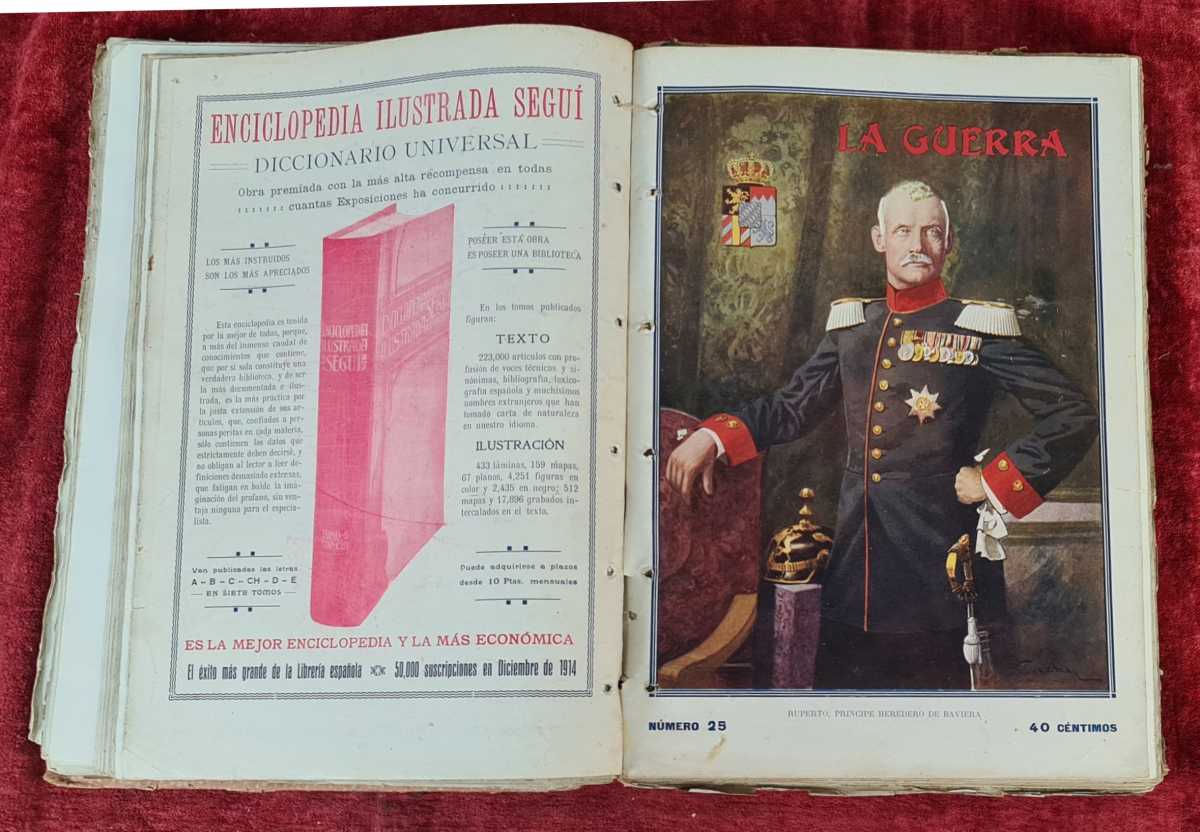 ENCICLOPEDIA ILUSTRADA SEGUÍ
DICCIONARIO UNIVERSAL
Obra premiada con la más alta recompensa en todas
cuantas Exposiciones ha concurrido
LOS MÁS INSTRUIDOS
SON LOS MÁS APRECIADOS
Esta enciclopedia es tenida
por la mejor de todas, porque,
a más del inmenso caudal de
conocimientos que contiene,
que por sí solo constituye una
verdadera biblioteca, y de ser
la más documentada e ilus-
trada, es la más práctica por
la justa extensión de sus ar-
tículos, que, confiados a per-
sonas peritas en cada materia,
sólo contienen los datos que
estrictamente deben decirse, y
no obligan al lector a leer de-
finiciones demasiado extensas,
que fatigan en balde la ima-
ginación del profano, sin ven-
taja ninguna para el especia-
lista.
Van publicadas las letras
A-B-C-CH-D-E
EN SIETE TOMOS
ENCICLOPEDIA
ILUSTRADA
SEGUÍ
ENCICLOPEDIA
ILUSTRADA
POSEER ESTA OBRA
ES POSEER UNA BIBLIOTECA
En los tomos publicados
figuran:
TEXTO
223,000 artículos con pro-
fusión de voces técnicas y si-
nónimas, bibliografía, lexico-
grafía española y muchísimos
nombres extranjeros que han
tomado carta de naturaleza
en nuestro idioma.
ILUSTRACIÓN
433 láminas, 159 mapas,
67 planos, 4,251 figuras en
color y 2,435 en negro; 512
mapas y 17,896 grabados in-
tercalados en el texto.
Puede adquirirse a plazos
desde 10 Ptas. mensuales
ES LA MEJOR ENCICLOPEDIA Y LA MÁS ECONÓMICA
El éxito más grande de la Librería española 50,000 suscripciones en Diciembre de 1914
LA GUERRA
RUPERTO, PRINCIPE HEREDERO DE BAVIERA
NÚMERO 25
40 CÉNTIMOS